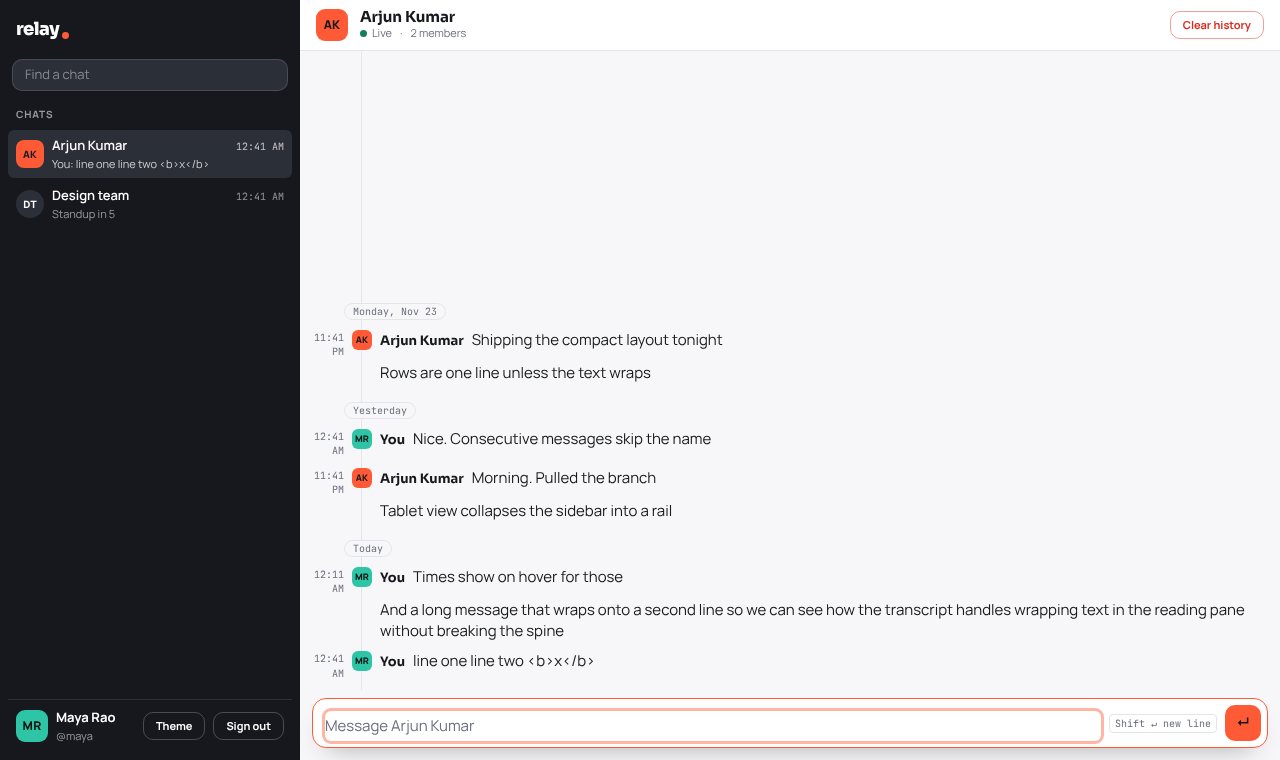 relay
Find a chat
CHATS
AK
Arjun Kumar
12:41 AM
You: line one line two <b>x</b>
DT
Design team
12:41 AM
Standup in 5
MR
Maya Rao
@maya
Theme
Sign out
AK
Arjun Kumar
Live · 2 members
Clear history
Monday, Nov 23
11:41 PM
AK
Arjun Kumar Shipping the compact layout tonight
Rows are one line unless the text wraps
Yesterday
12:41 AM
MR
You Nice. Consecutive messages skip the name
11:41 PM
AK
Arjun Kumar Morning. Pulled the branch
Tablet view collapses the sidebar into a rail
Today
12:11 AM
MR
You Times show on hover for those
And a long message that wraps onto a second line so we can see how the transcript handles wrapping text in the reading pane
without breaking the spine
12:41 AM
MR
You line one line two <b>x</b>
Message Arjun Kumar
Shift ↵ new line
↵